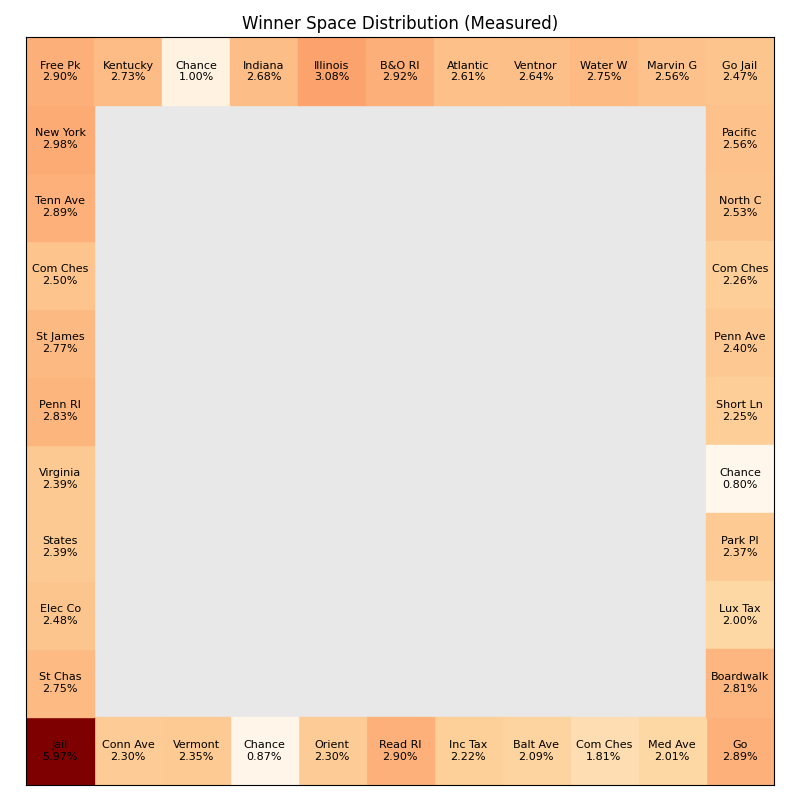 Winner Space Distribution (Measured)
Free Pk
2.90%
Kentucky
2.73%
Chance
1.00%
Indiana
2.68%
Illinois
3.08%
B&O Rl
2.92%
Atlantic
2.61%
Ventnor
2.64%
Water W
2.75%
Marvin G
2.56%
Go Jail
2.47%
New York
2.98%
Pacific
2.56%
Tenn Ave
2.89%
North C
2.53%
Com Ches
2.50%
Com Ches
2.26%
St James
2.77%
Penn Ave
2.40%
Penn Rl
2.83%
Short Ln
2.25%
Virginia
2.39%
Chance
0.80%
States
2.39%
Park Pl
2.37%
Elec Co
2.48%
Lux Tax
2.00%
St Chas
2.75%
Boardwalk
2.81%
Jail
5.97%
Conn Ave
2.30%
Vermont
2.35%
Chance
0.87%
Orient
2.30%
Read Rl
2.90%
Inc Tax
2.22%
Balt Ave
2.09%
Com Ches
1.81%
Med Ave
2.01%
Go
2.89%